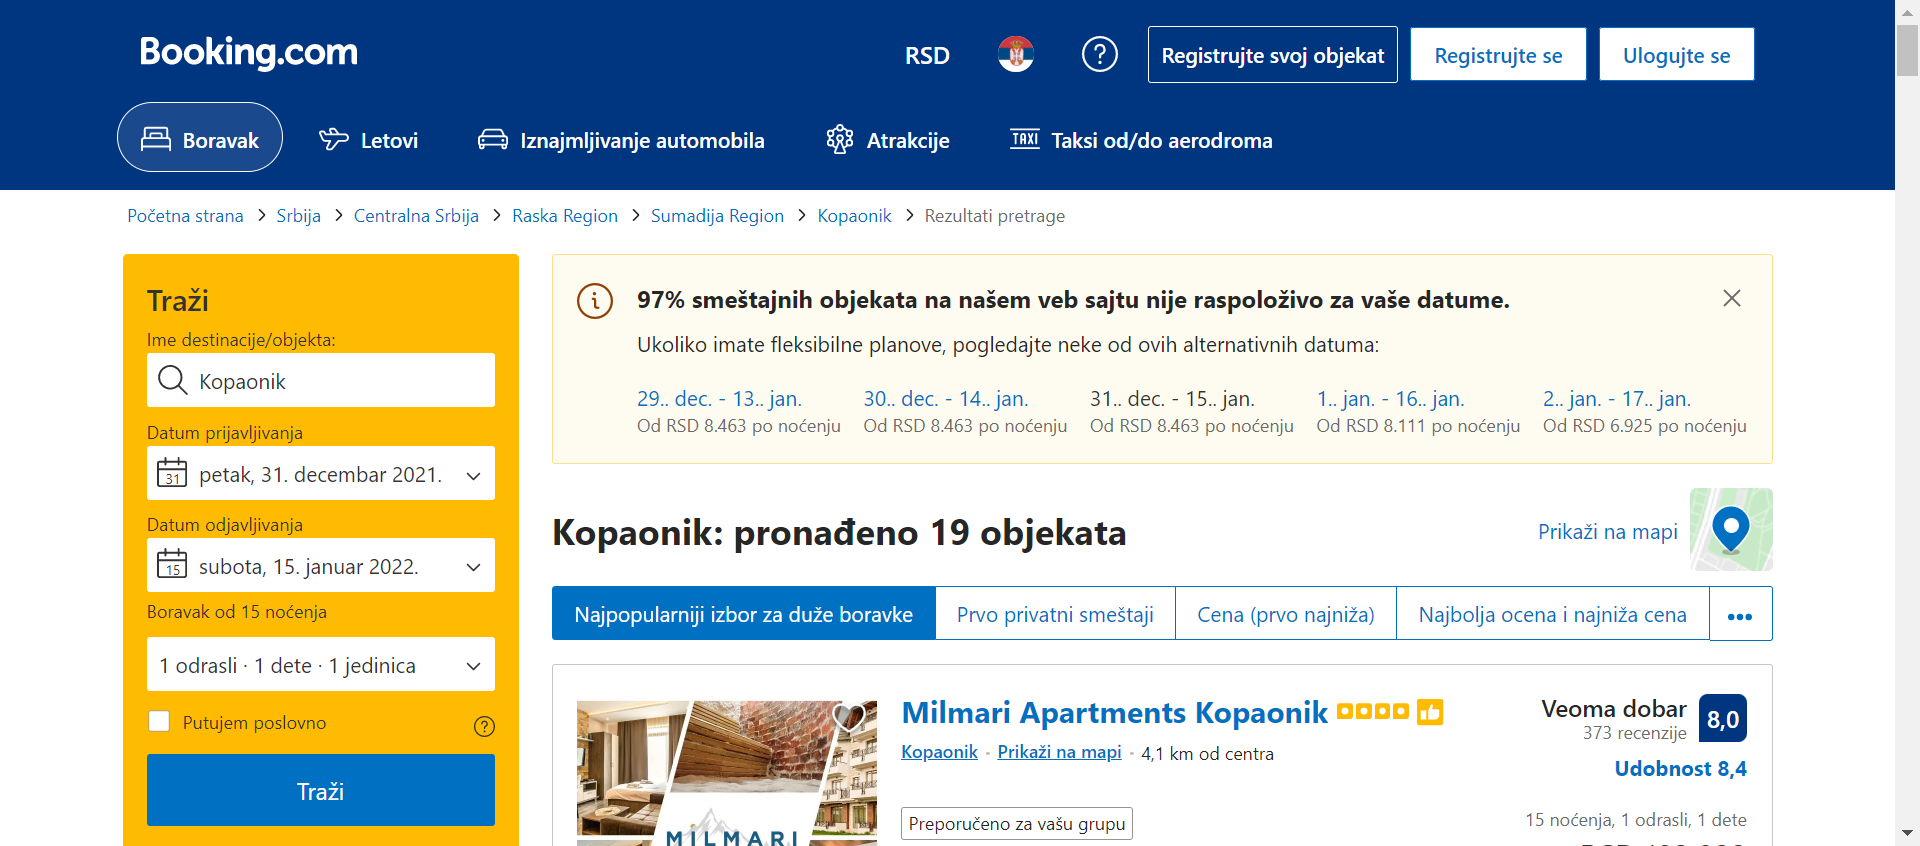 Booking.com
RSD
Registrujte svoj objekat
Registrujte se
Ulogujte se
Boravak
Letovi
Iznajmljivanje automobila
Atrakcije
TAXI
Taksi od/do aerodroma
Početna strana
Srbija
Centralna Srbija
Raska Region
Sumadija Region
Kopaonik
Rezultati pretrage
Traži
Ime destinacije/objekta:
Kopaonik
Datum prijavljivanja
31
petak, 31. decembar 2021.
Datum odjavljivanja
15
subota, 15. januar 2022.
Boravak od 15 noćenja
1 odrasli · 1 dete · 1 jedinica
Putujem poslovno
Traži
97% smeštajnih objekata na našem veb sajtu nije raspoloživo za vaše datume.
Ukoliko imate fleksibilne planove, pogledajte neke od ovih alternativnih datuma:
29.. dec. - 13.. jan.
Od RSD 8.463 po noćenju
30.. dec. - 14.. jan.
Od RSD 8.463 po noćenju
31.. dec. - 15.. jan.
Od RSD 8.463 po noćenju
1.. jan. - 16.. jan.
Od RSD 8.111 po noćenju
2.. jan. - 17.. jan.
Od RSD 6.925 po noćenju
Kopaonik: pronađeno 19 objekata
Prikaži na mapi
Najpopularniji izbor za duže boravke
Prvo privatni smeštaji
Cena (prvo najniža)
Najbolja ocena i najniža cena
MILMARI
Milmari Apartments Kopaonik
Kopaonik · Prikaži na mapi · 4,1 km od centra
Preporučeno za vašu grupu
Veoma dobar
8,0
373 recenzije
Udobnost 8,4
15 noćenja, 1 odrasli, 1 dete